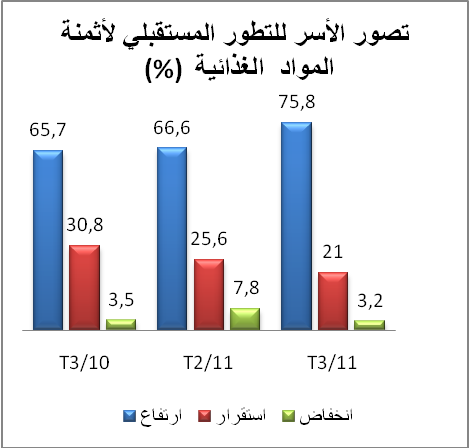 تصور الأسر للتطور المستقبلي لأثمنة
المواد الغذائية (%)
75,8
65,7
66,6
30,8
25,6
21
3,5
7,8
3,2
T3/10
T2/11
T3/11
ارتفاع
استقرار
انخفاض